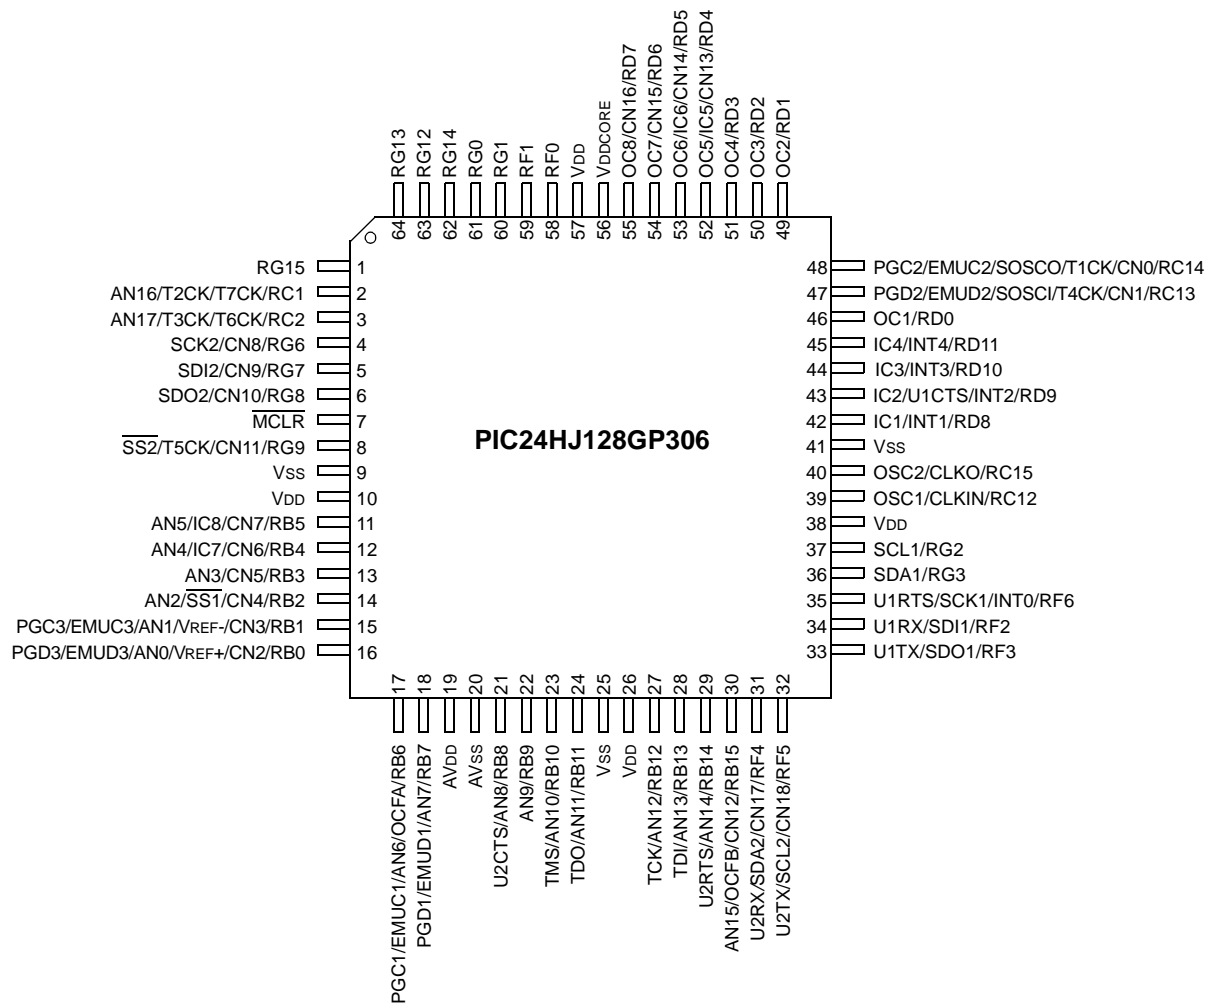 RG13
RG12
RG14
RG0
RG1
RF1
RF0
VDD
VDDCORE
OC8/CN16/RD7
OC7/CN15/RD6
OC6/IC6/CN14/RD5
OC5/IC5/CN13/RD4
OC4/RD3
OC3/RD2
OC2/RD1
64
63
62
61
60
59
58
57
56
55
54
53
52
51
50
49
RG15 1
AN16/T2CK/T7CK/RC1 2
AN17/T3CK/T6CK/RC2 3
SCK2/CN8/RG6 4
SDI2/CN9/RG7 5
SDO2/CN10/RG8 6
MCLR 7
SS2/T5CK/CN11/RG9 8
VSS 9
VDD 10
AN5/IC8/CN7/RB5 11
AN4/IC7/CN6/RB4 12
AN3/CN5/RB3 13
AN2/SS1/CN4/RB2 14
PGC3/EMUC3/AN1/VREF-/CN3/RB1 15
PGD3/EMUD3/AN0/VREF+/CN2/RB0 16
PIC24HJ128GP306
48 PGC2/EMUC2/SOSCO/T1CK/CN0/RC14
47 PGD2/EMUD2/SOSCI/T4CK/CN1/RC13
46 OC1/RD0
45 IC4/INT4/RD11
44 IC3/INT3/RD10
43 IC2/U1CTS/INT2/RD9
42 IC1/INT1/RD8
41 VSS
40 OSC2/CLKO/RC15
39 OSC1/CLKIN/RC12
38 VDD
37 SCL1/RG2
36 SDA1/RG3
35 U1RTS/SCK1/INT0/RF6
34 U1RX/SDI1/RF2
33 U1TX/SDO1/RF3
17
18
19
20
21
22
23
24
25
26
27
28
29
30
31
32
PGC1/EMUC1/AN6/OCFA/RB6
PGD1/EMUD1/AN7/RB7
AVDD
AVSS
U2CTS/AN8/RB8
AN9/RB9
TMS/AN10/RB10
TDO/AN11/RB11
VSS
VDD
TCK/AN12/RB12
TDI/AN13/RB13
U2RTS/AN14/RB14
AN15/OCFB/CN12/RB15
U2RX/SDA2/CN17/RF4
U2TX/SCL2/CN18/RF5